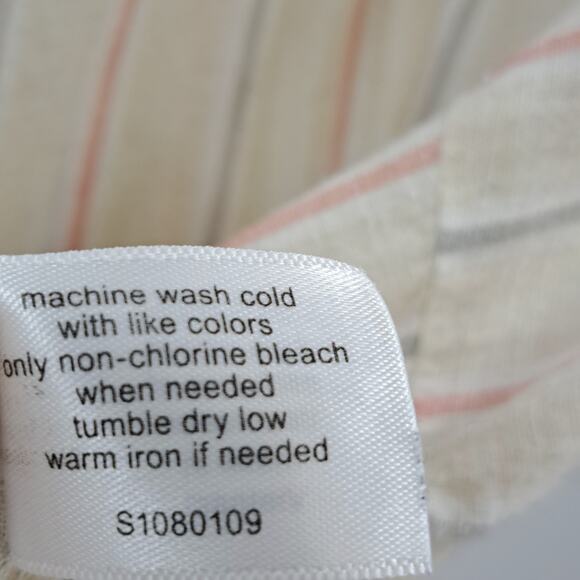 machine wash cold
with like colors
only non-chlorine bleach
when needed
tumble dry low
warm iron if needed
S1080109